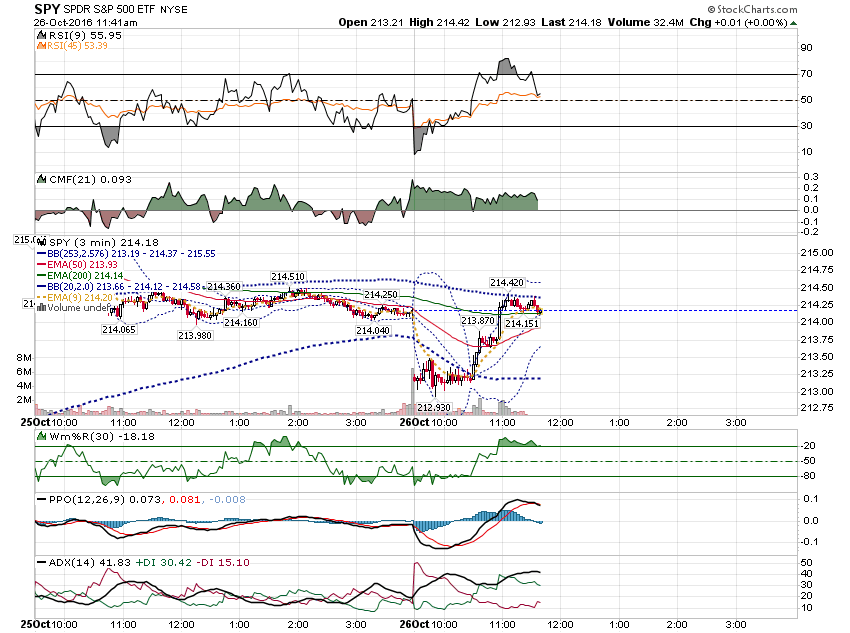 SPY SPDR S&P 500 ETF NYSE
© StockCharts.com
26-Oct-2016 11:41am
Open 213.21 High 214.42 Low 212.93 Last 214.18 Volume 32.4M Chg +0.01 (+0.00%)
RSI(9) 55.95
RSI(45) 53.39
90
70
50
30
10
CMF(21) 0.093
0.3
0.2
0.1
0.0
-0.1
-0.2
SPY (3 min) 214.18
BB(253,2.576) 213.19 - 214.37 - 215.55
EMA(50) 213.93
EMA(200) 214.14
BB(20,2.0) 213.66 - 214.12 - 214.58
EMA(9) 214.20
Volume undef
214.065
213.980
214.360
214.160
214.510
214.250
214.040
212.930
213.870
214.420
214.151
215.00
214.75
214.50
214.25
214.00
213.75
213.50
213.25
213.00
212.75
8M
6M
4M
2M
25Oct 10:00 11:00 12:00 1:00 2:00 3:00 26Oct 10:00 11:00 12:00 1:00 2:00 3:00
Wm%R(30) -18.18
-20
-50
-80
PPO(12,26,9) 0.073, 0.081, -0.008
0.1
0.0
-0.1
ADX(14) 41.83 +DI 30.42 -DI 15.10
50
40
30
20
10
25Oct 10:00 11:00 12:00 1:00 2:00 3:00 26Oct 10:00 11:00 12:00 1:00 2:00 3:00